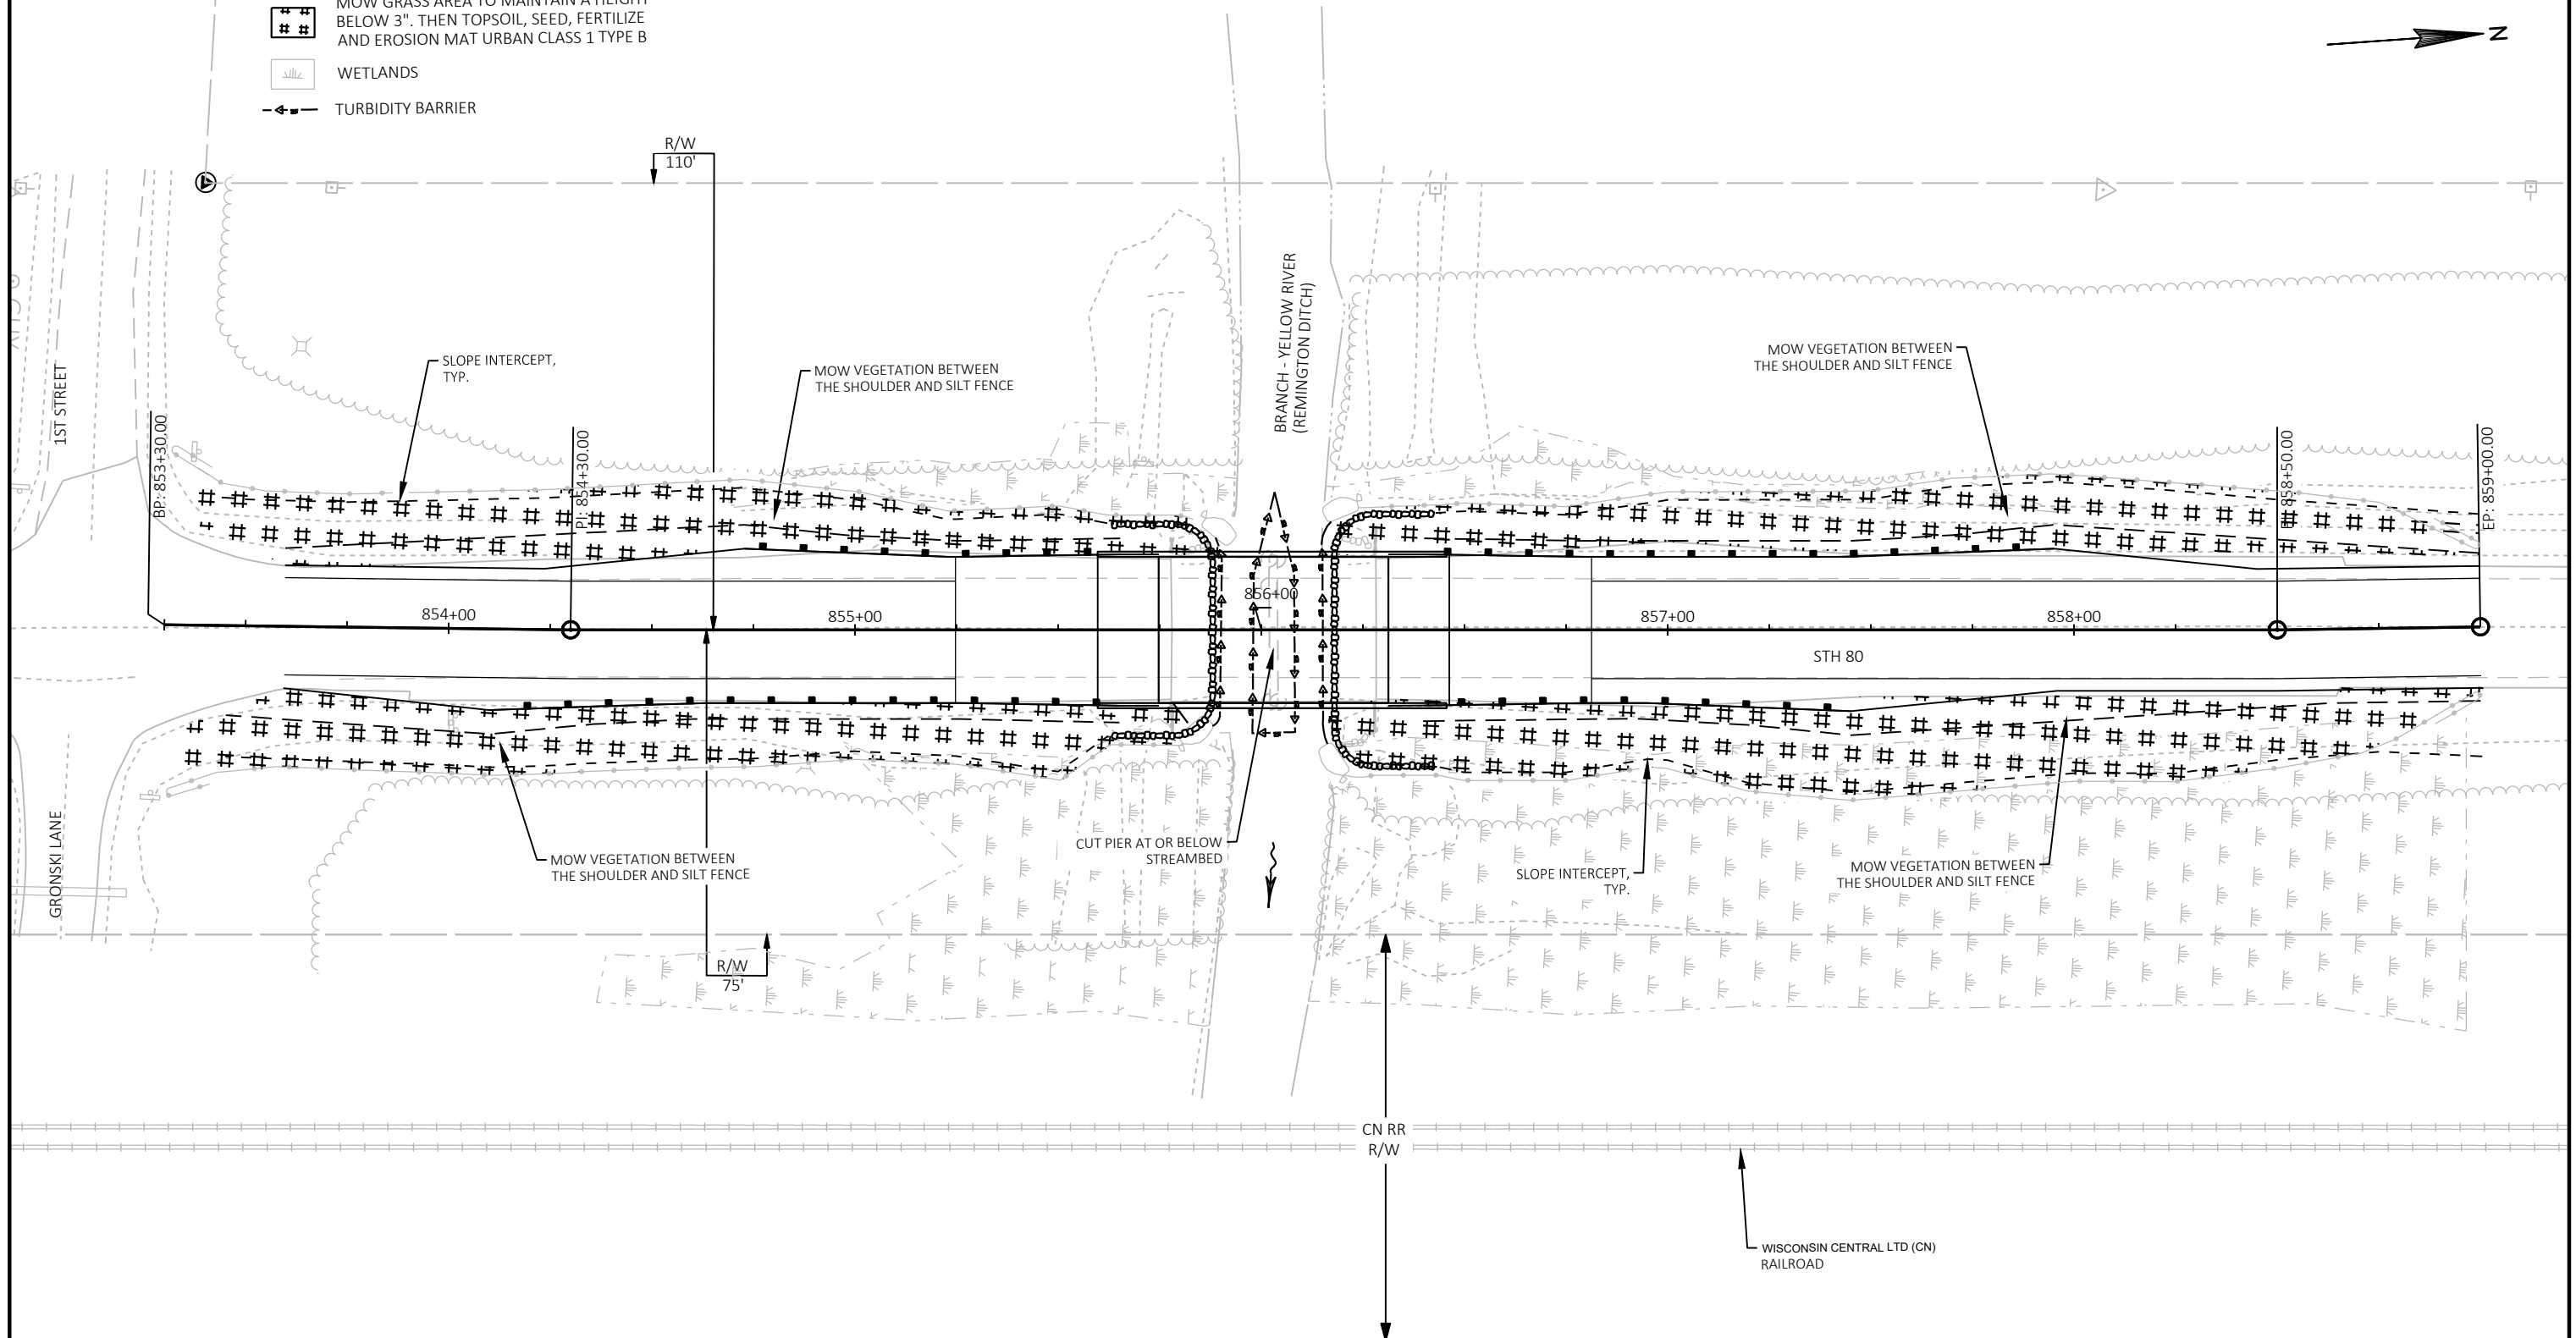 MOW GRASS AREA TO MAINTAIN A HEIGHT
BELOW 3". THEN TOPSOIL, SEED, FERTILIZE
AND EROSION MAT URBAN CLASS 1 TYPE B
WETLANDS
TURBIDITY BARRIER
N
R/W
110'
BRANCH - YELLOW RIVER
(REMINGTON DITCH)
SLOPE INTERCEPT,
TYP.
MOW VEGETATION BETWEEN
THE SHOULDER AND SILT FENCE
MOW VEGETATION BETWEEN
THE SHOULDER AND SILT FENCE
1ST STREET
BP: 853+30.00
PI: 854+30.00
858+50.00
EP: 859+00.00
854+00
855+00
856+00
857+00
858+00
STH 80
GRONSKI LANE
MOW VEGETATION BETWEEN
THE SHOULDER AND SILT FENCE
CUT PIER AT OR BELOW
STREAMBED
SLOPE INTERCEPT,
TYP.
MOW VEGETATION BETWEEN
THE SHOULDER AND SILT FENCE
R/W
75'
CN RR
R/W
WISCONSIN CENTRAL LTD (CN)
RAILROAD